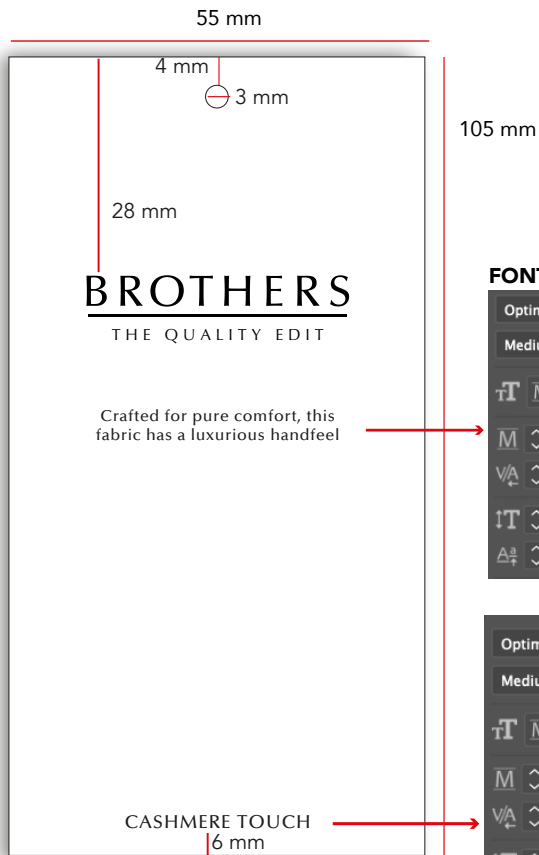 55 mm
4 mm
3 mm
105 mm
28 mm
BROTHERS
THE QUALITY EDIT
Crafted for pure comfort, this
fabric has a luxurious handfeel
CASHMERE TOUCH
6 mm